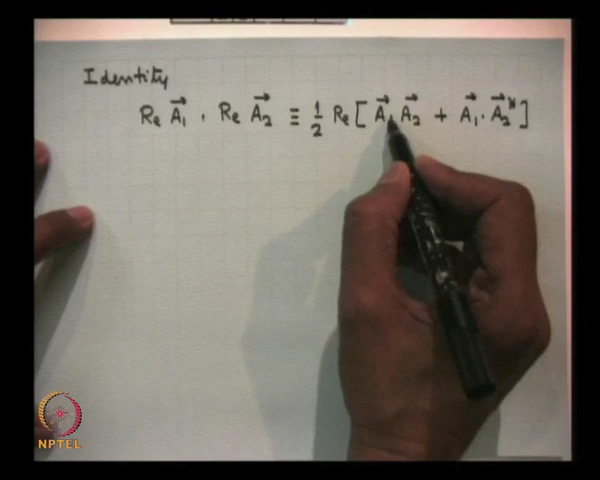 Identity
Re A⃗₁ . Re A⃗₂ ≡ ½ Re [ A⃗₁ A⃗₂ + A⃗₁ . A⃗₂* ]
NPTEL